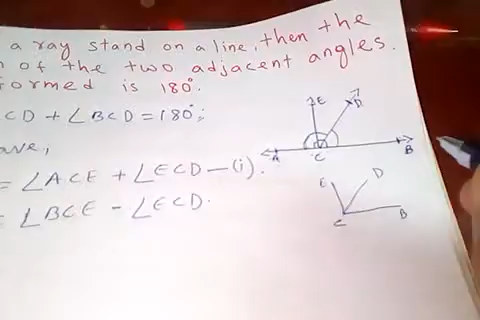 a ray stand on a line, then the
of the two adjacent angles.
ormed is 180°.
CD + ∠BCD = 180°;
ave,
= ∠ACE + ∠ECD — (i).
= ∠BCE - ∠ECD.
E
D
A
C
B
E
D
C
B